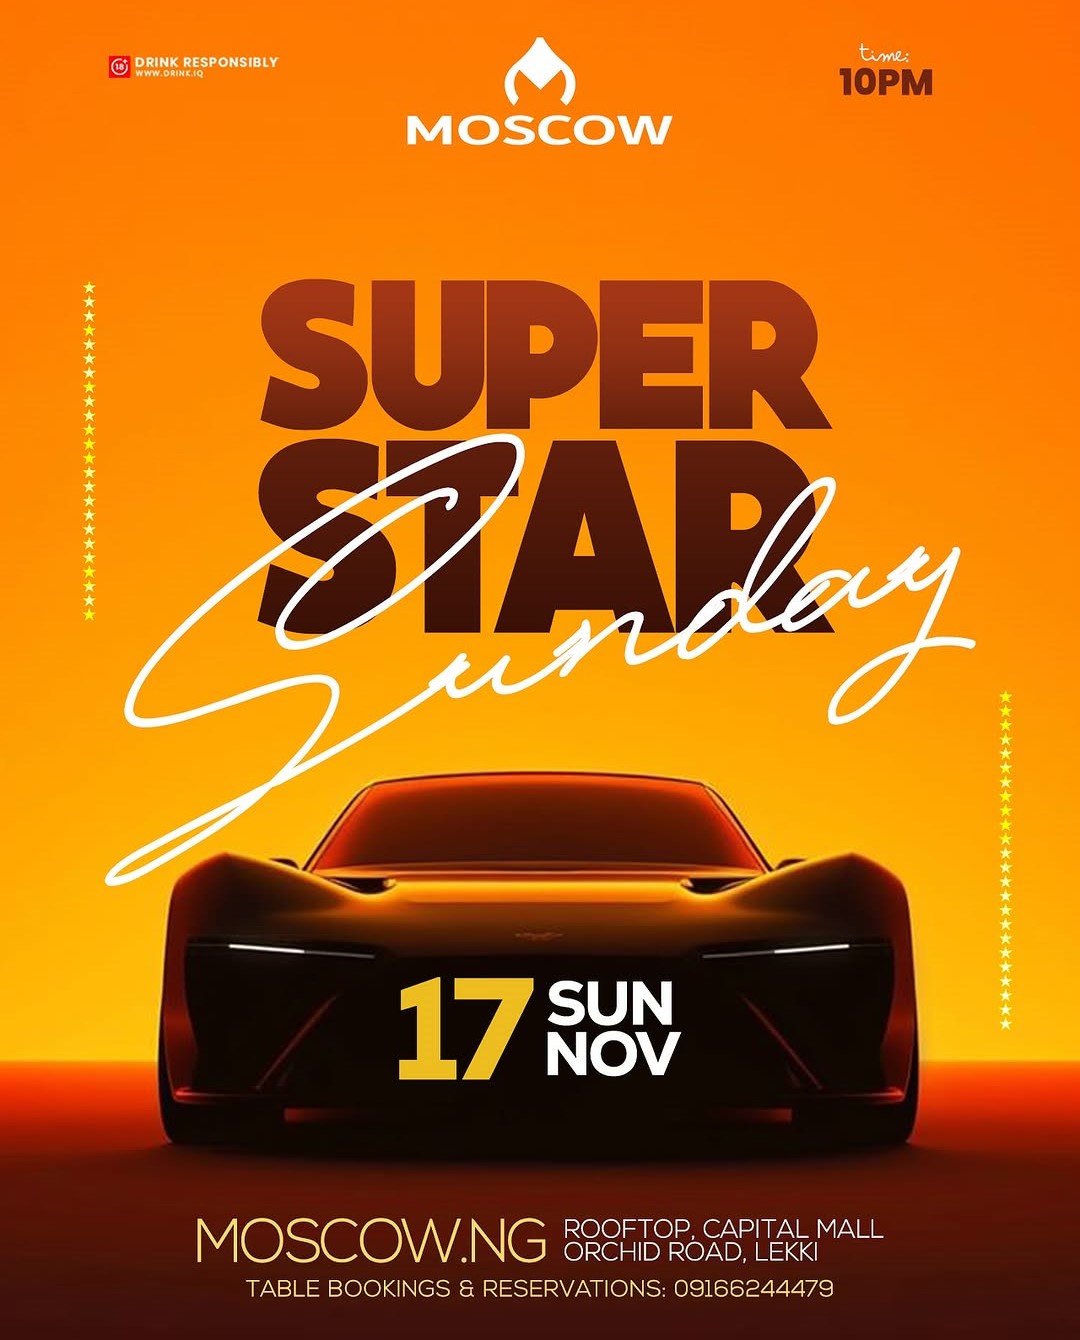 DRINK RESPONSIBLY
WWW.DRINK.IQ
18+
MOSCOW
time:
10PM
SUPER
STAR
Sunday
17 SUN
NOV
MOSCOW.NG
ROOFTOP, CAPITAL MALL
ORCHID ROAD, LEKKI
TABLE BOOKINGS & RESERVATIONS: 09166244479